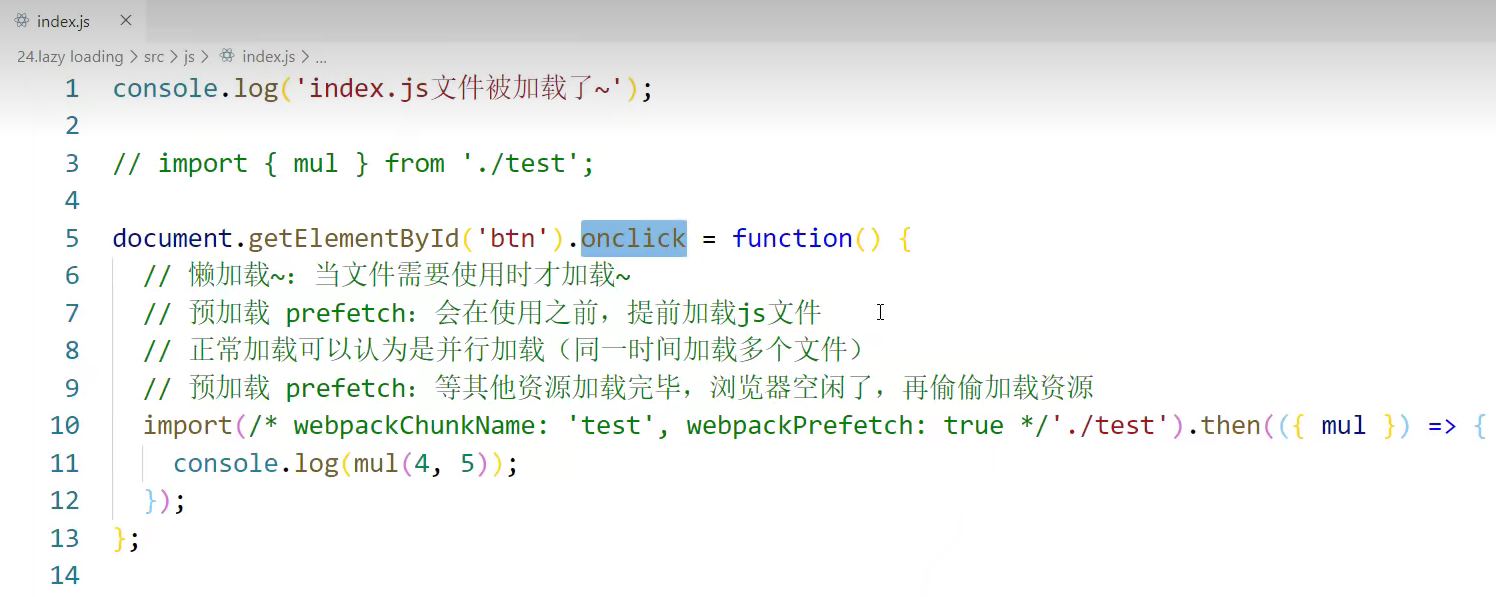 index.js ×
24.lazy loading > src > js > index.js > ...
1 console.log('index.js文件被加载了~');
2
3 // import { mul } from './test';
4
5 document.getElementById('btn').onclick = function() {
6 // 懒加载~：当文件需要使用时才加载~
7 // 预加载 prefetch：会在使用之前，提前加载js文件
8 // 正常加载可以认为是并行加载（同一时间加载多个文件）
9 // 预加载 prefetch：等其他资源加载完毕，浏览器空闲了，再偷偷加载资源
10 import(/* webpackChunkName: 'test', webpackPrefetch: true */'./test').then(({ mul }) => {
11 console.log(mul(4, 5));
12 });
13 };
14